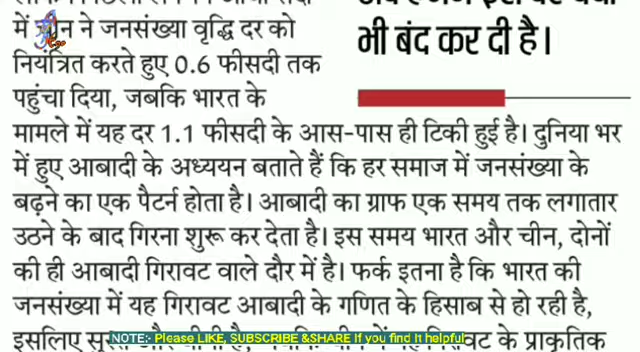 में चीन ने जनसंख्या वृद्धि दर को
नियंत्रित करते हुए 0.6 फीसदी तक
पहुंचा दिया, जबकि भारत के
मामले में यह दर 1.1 फीसदी के आस-पास ही टिकी हुई है। दुनिया भर
में हुए आबादी के अध्ययन बताते हैं कि हर समाज में जनसंख्या के
बढ़ने का एक पैटर्न होता है। आबादी का ग्राफ एक समय तक लगातार
उठने के बाद गिरना शुरू कर देता है। इस समय भारत और चीन, दोनों
की ही आबादी गिरावट वाले दौर में है। फर्क इतना है कि भारत की
जनसंख्या में यह गिरावट आबादी के गणित के हिसाब से हो रही है,
इसलिए के प्राकृतिक
भी बंद कर दी है।
NOTE:- Please LIKE, SUBSCRIBE &SHARE If you find it helpful